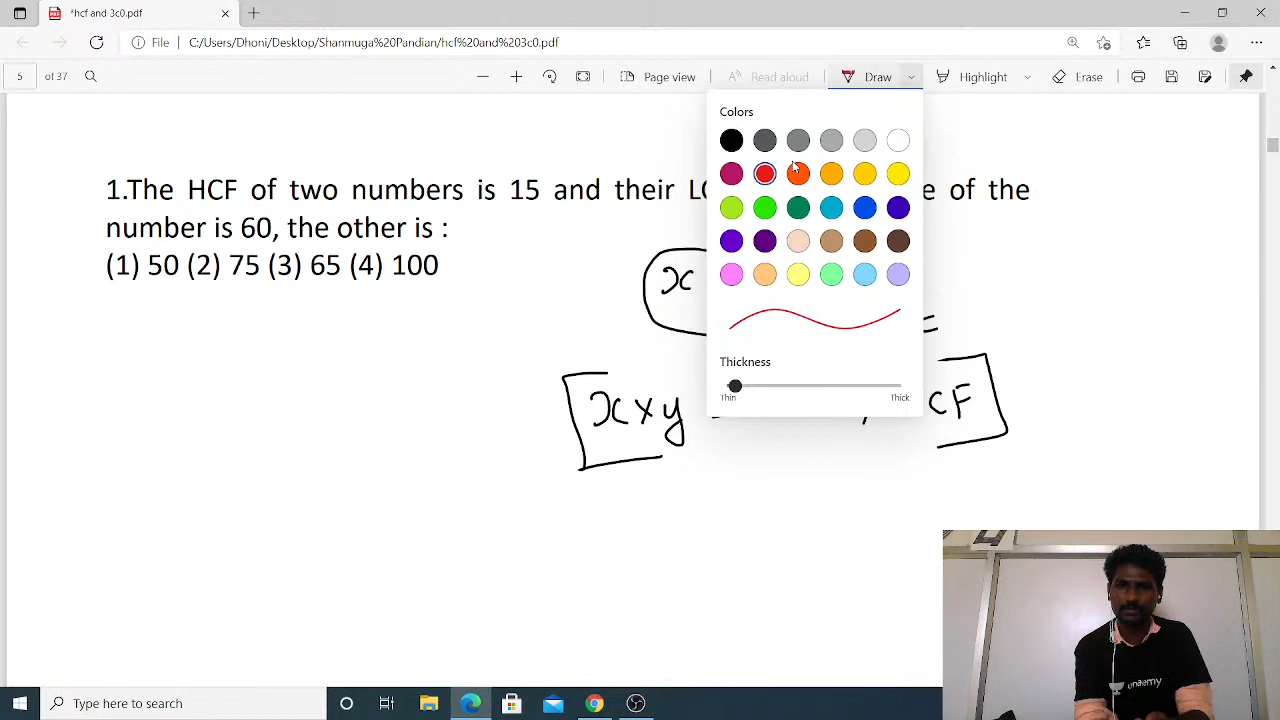 *hcf and 3c0.pdf
File
C:/Users/Dhoni/Desktop/Shanmuga%20Pandian/hcf%20and%203c0.pdf
5 of 37
Page view
Read aloud
Draw
Highlight
Erase
Colors
1.The HCF of two numbers is 15 and their of the
number is 60, the other is :
(1) 50 (2) 75 (3) 65 (4) 100
x
=
Thickness
Thin
Thick
x × y
CF
unacademy
Type here to search